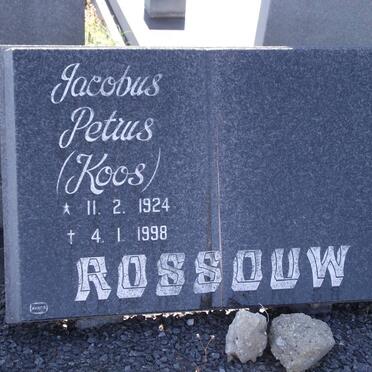 Jacobus
Petrus
(Koos)
* 11. 2. 1924
† 4. 1. 1998
ROSSOUW